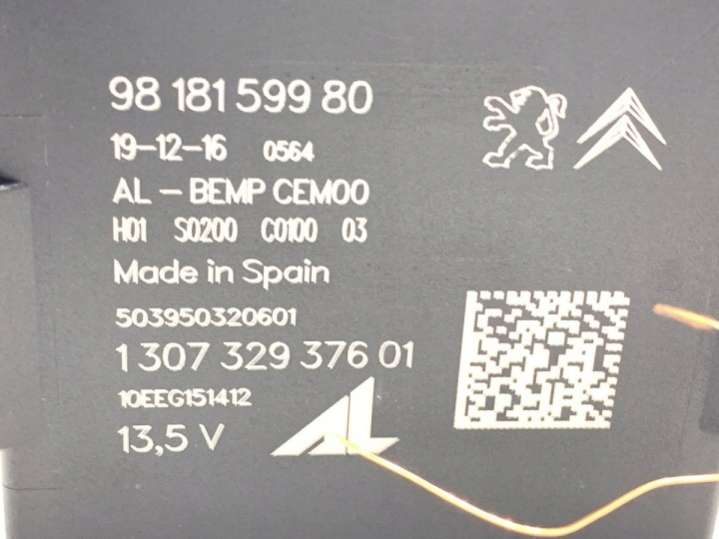 98 181 599 80
19-12-16 0564
AL - BEMP CEM00
H01 S0200 C0100 03
Made in Spain
503950320601
1 307 329 376 01
10EEG151412
13,5 V
AL